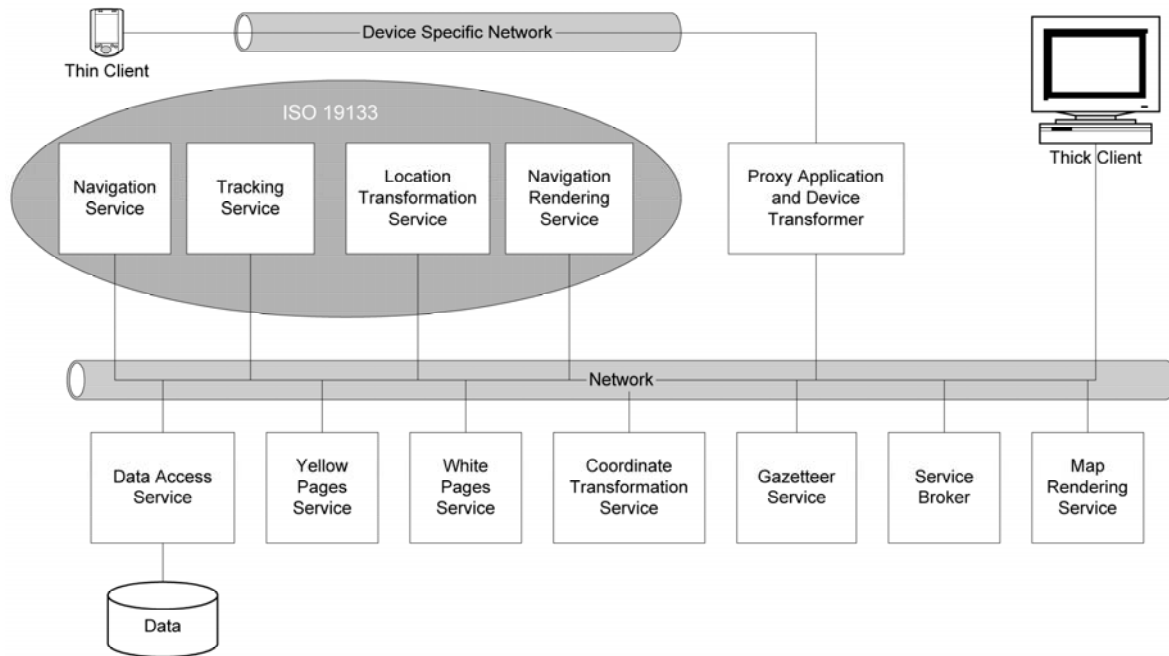 Device Specific Network
Thin Client
ISO 19133
Navigation
Service
Tracking
Service
Location
Transformation
Service
Navigation
Rendering
Service
Proxy Application
and Device
Transformer
Thick Client
Network
Data Access
Service
Yellow
Pages
Service
White
Pages
Service
Coordinate
Transformation
Service
Gazetteer
Service
Service
Broker
Map
Rendering
Service
Data